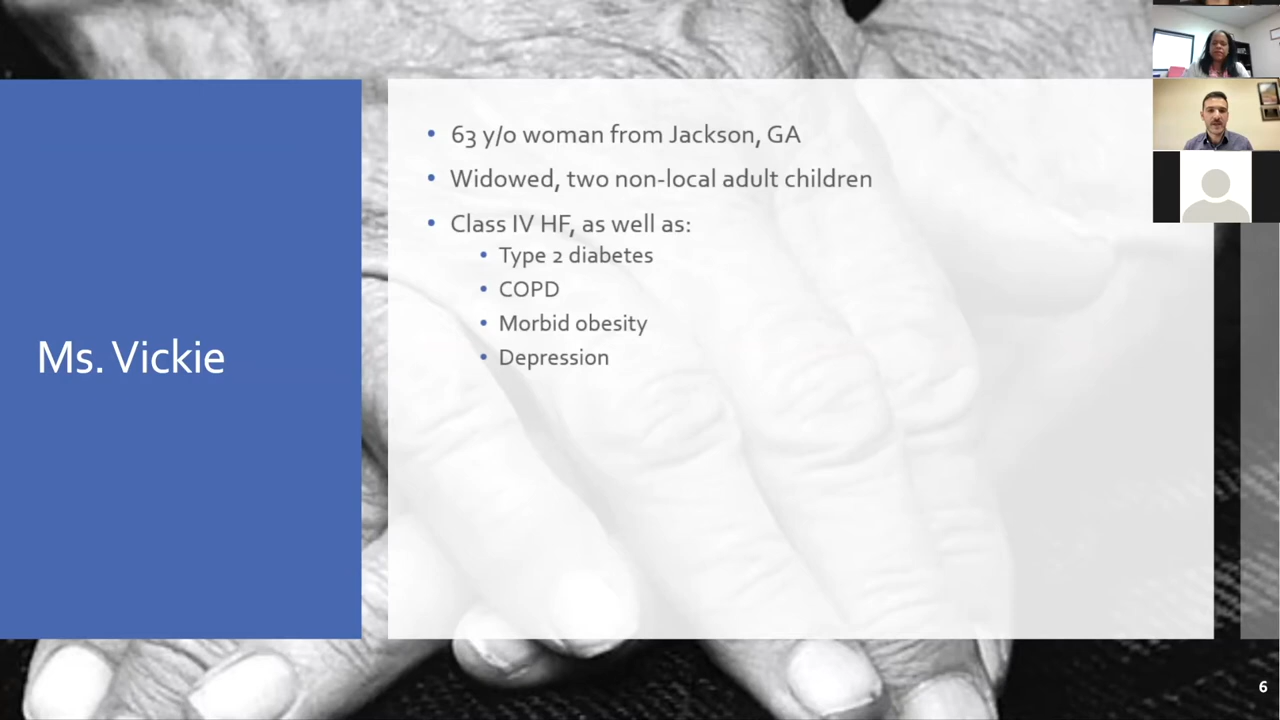 Ms. Vickie
63 y/o woman from Jackson, GA
Widowed, two non-local adult children
Class IV HF, as well as:
Type 2 diabetes
COPD
Morbid obesity
Depression
6